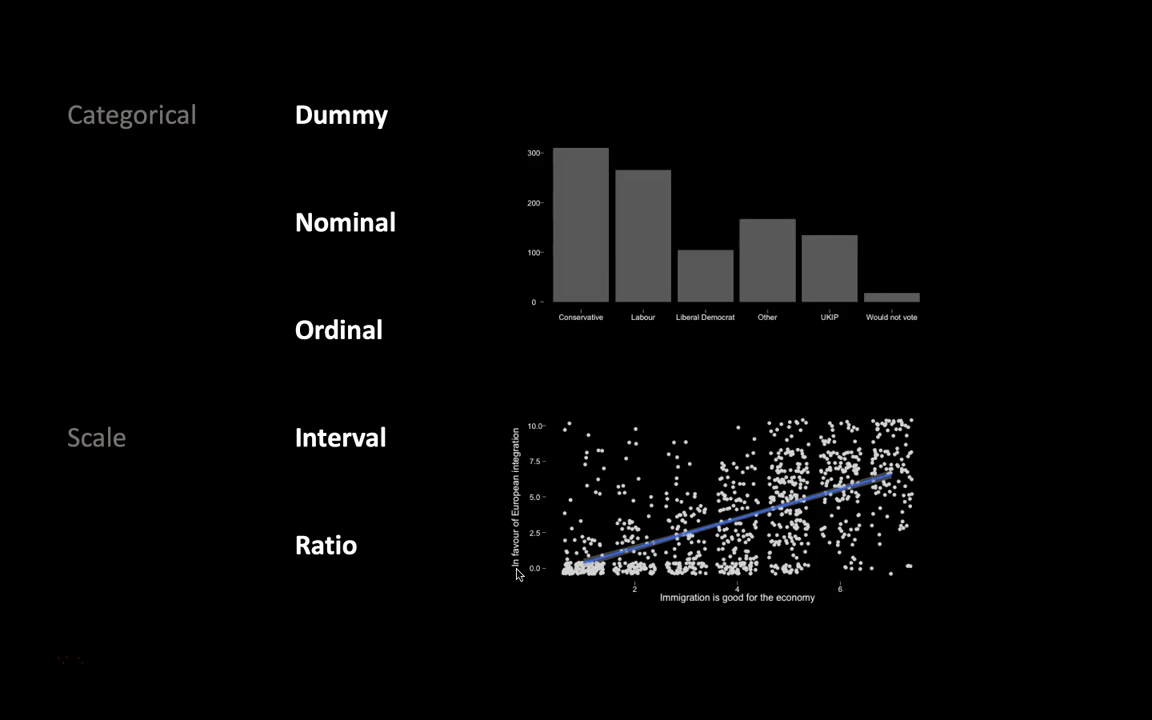 Categorical
Dummy
Nominal
Ordinal
Scale
Interval
Ratio
300
200
100
0
Conservative Labour Liberal Democrat Other UKIP Would not vote
In favour of European integration
10.0
7.5
5.0
2.5
0.0
2 4 6
Immigration is good for the economy